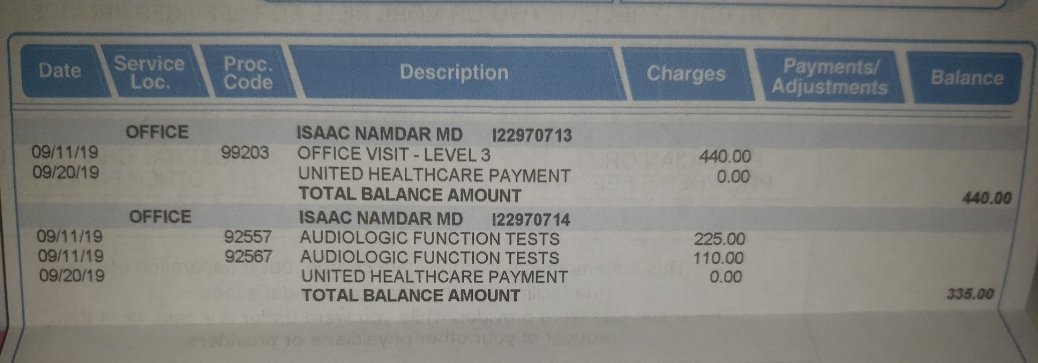 Date Service Loc. Proc. Code Description Charges Payments/ Adjustments Balance
OFFICE ISAAC NAMDAR MD I22970713
09/11/19 99203 OFFICE VISIT - LEVEL 3 440.00
09/20/19 UNITED HEALTHCARE PAYMENT 0.00
TOTAL BALANCE AMOUNT 440.00
OFFICE ISAAC NAMDAR MD I22970714
09/11/19 92557 AUDIOLOGIC FUNCTION TESTS 225.00
09/11/19 92567 AUDIOLOGIC FUNCTION TESTS 110.00
09/20/19 UNITED HEALTHCARE PAYMENT 0.00
TOTAL BALANCE AMOUNT 335.00